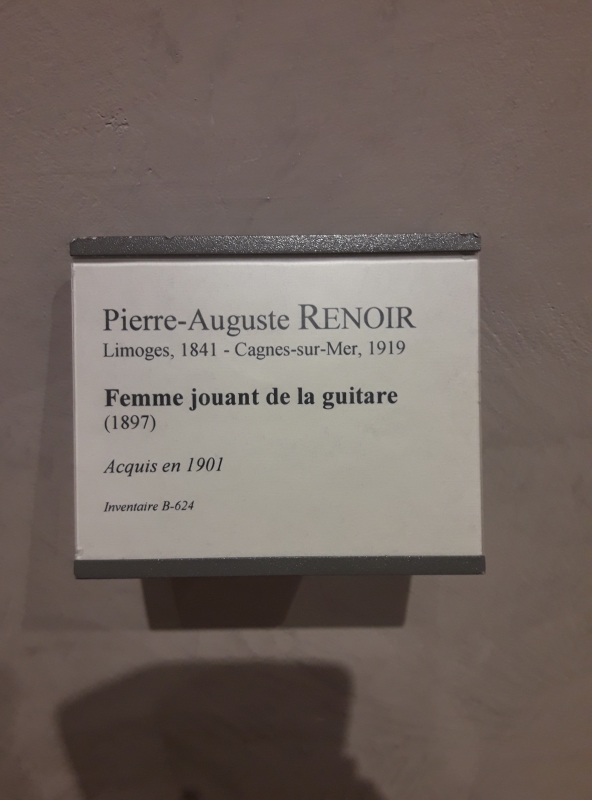 Pierre-Auguste RENOIR
Limoges, 1841 - Cagnes-sur-Mer, 1919
Femme jouant de la guitare
(1897)
Acquis en 1901
Inventaire B-624